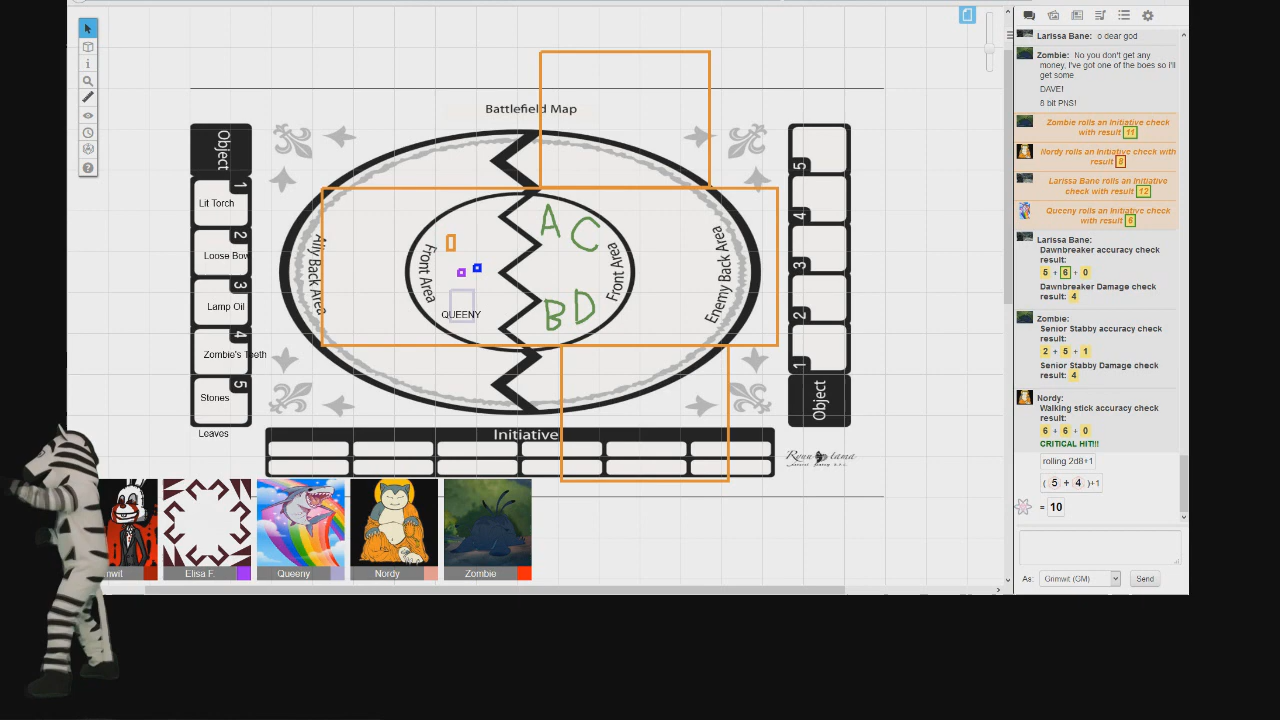 Battlefield Map
Object
1
Lit Torch
2
Loose Bow
3
Lamp Oil
4
Zombie's Teeth
5
Stones
Leaves
Ally Back Area
Front Area
QUEENY
A C
B D
Front Area
Enemy Back Area
5
4
3
2
1
Object
Initiative
nwit
Elisa F.
Queeny
Nordy
Zombie
Larissa Bane: o dear god
Zombie: No you don't get any
money, I've got one of the boes so I'll
get some
DAVE!
8 bit PNS!
Zombie rolls an Initiative check
with result 11
Nordy rolls an Initiative check with
result 8
Larissa Bane rolls an Initiative
check with result 12
Queeny rolls an Initiative
check with result 6
Larissa Bane:
Dawnbreaker accuracy check
result:
5 + 6 + 0
Dawnbreaker Damage check
result: 4
Zombie:
Senior Stabby accuracy check
result:
2 + 5 + 1
Senior Stabby Damage check
result: 4
Nordy:
Walking stick accuracy check
result:
6 + 6 + 0
CRITICAL HIT!!!
rolling 2d8+1
( 5 + 4 )+1
= 10
As: Grimwit (GM) Send